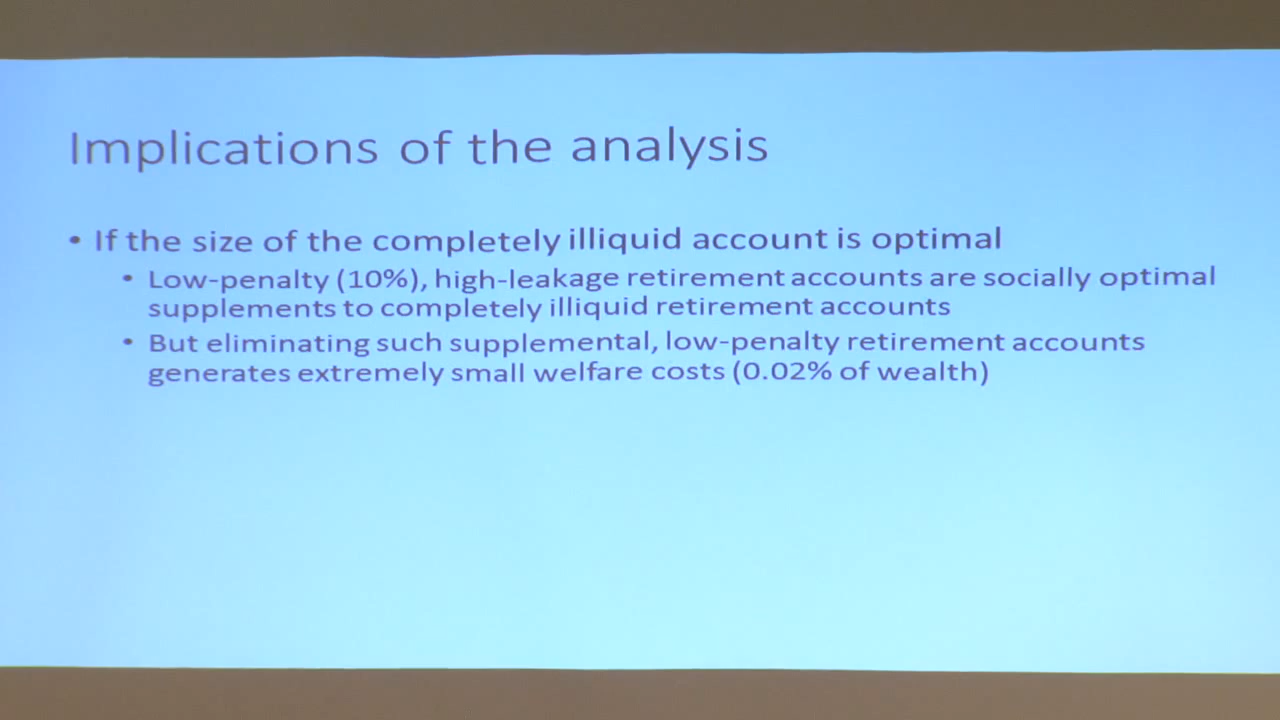 Implications of the analysis
• If the size of the completely illiquid account is optimal
• Low-penalty (10%), high-leakage retirement accounts are socially optimal
supplements to completely illiquid retirement accounts
• But eliminating such supplemental, low-penalty retirement accounts
generates extremely small welfare costs (0.02% of wealth)